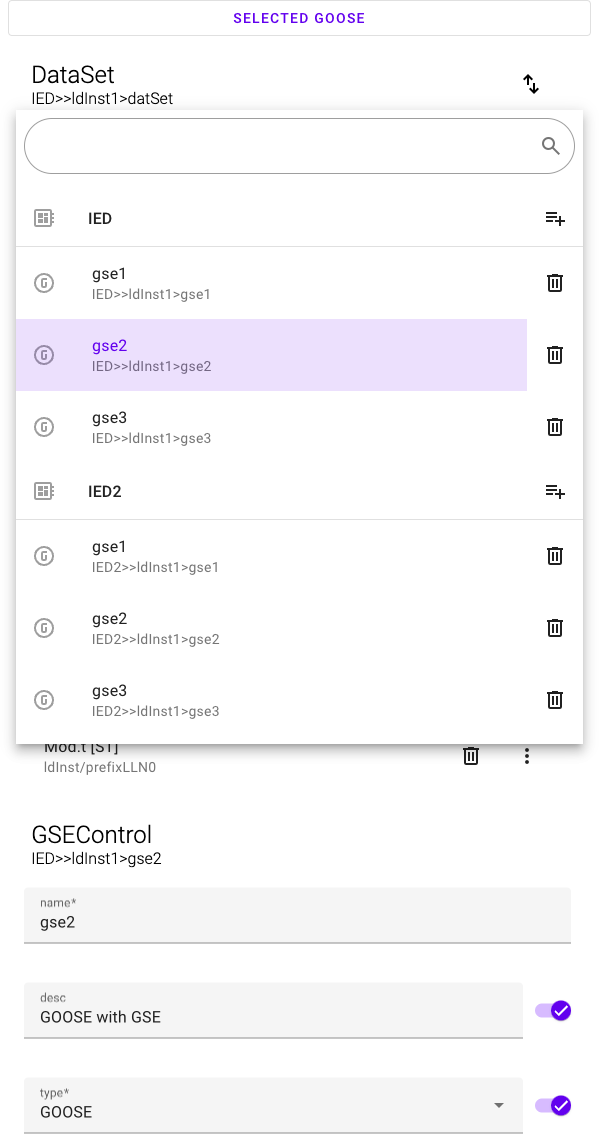 SELECTED GOOSE
DataSet
IED>>ldInst1>datSet
IED
gse1
IED>>ldInst1>gse1
gse2
IED>>ldInst1>gse2
gse3
IED>>ldInst1>gse3
IED2
gse1
IED2>>ldInst1>gse1
gse2
IED2>>ldInst1>gse2
gse3
IED2>>ldInst1>gse3
Mod.t [ST]
ldInst/prefixLLN0
GSEControl
IED>>ldInst1>gse2
name*
gse2
desc
GOOSE with GSE
type*
GOOSE